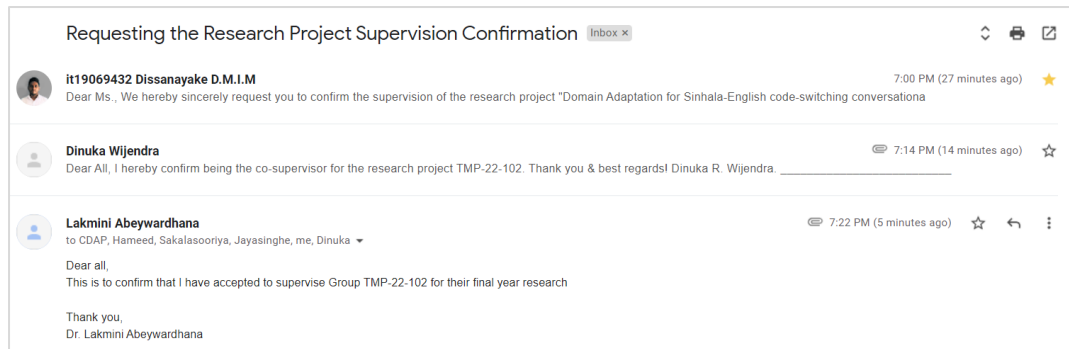 Requesting the Research Project Supervision Confirmation Inbox ×
it19069432 Dissanayake D.M.I.M 7:00 PM (27 minutes ago)
Dear Ms., We hereby sincerely request you to confirm the supervision of the research project "Domain Adaptation for Sinhala-English code-switching conversationa
Dinuka Wijendra 7:14 PM (14 minutes ago)
Dear All, I hereby confirm being the co-supervisor for the research project TMP-22-102. Thank you & best regards! Dinuka R. Wijendra. ___________________________
Lakmini Abeywardhana 7:22 PM (5 minutes ago)
to CDAP, Hameed, Sakalasooriya, Jayasinghe, me, Dinuka
Dear all,
This is to confirm that I have accepted to supervise Group TMP-22-102 for their final year research
Thank you,
Dr. Lakmini Abeywardhana